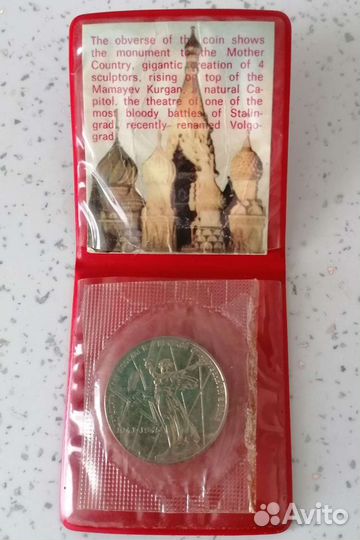 The obverse of the coin shows
the monument to the Mother
Country, gigantic creation of 4
sculptors, rising on top of the
Mamayev Kurgan, natural Ca-
pitol, the theatre of one of the
most bloody battles of Stalin-
grad, recently renamed Volgo-
grad.
Avito